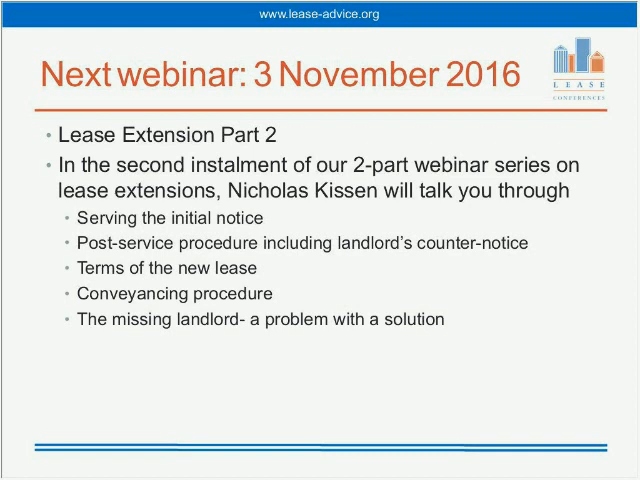 www.lease-advice.org
Next webinar: 3 November 2016
L E A S E
CONFERENCES
• Lease Extension Part 2
• In the second instalment of our 2-part webinar series on
lease extensions, Nicholas Kissen will talk you through
• Serving the initial notice
• Post-service procedure including landlord’s counter-notice
• Terms of the new lease
• Conveyancing procedure
• The missing landlord- a problem with a solution